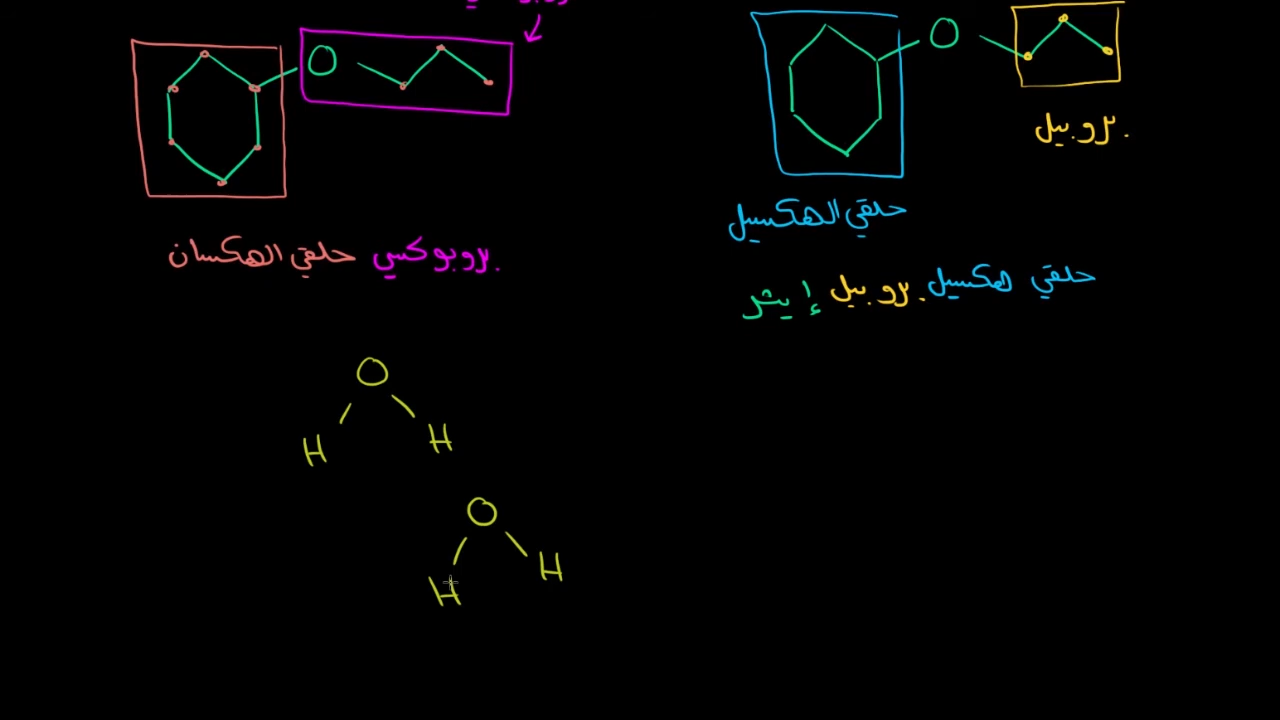 O
O
بروبيل
حلقي الهكسيل
بروبوكسي حلقي الهكسان
حلقي هكسيل بروبيل إيثر
O
H H
O
H H